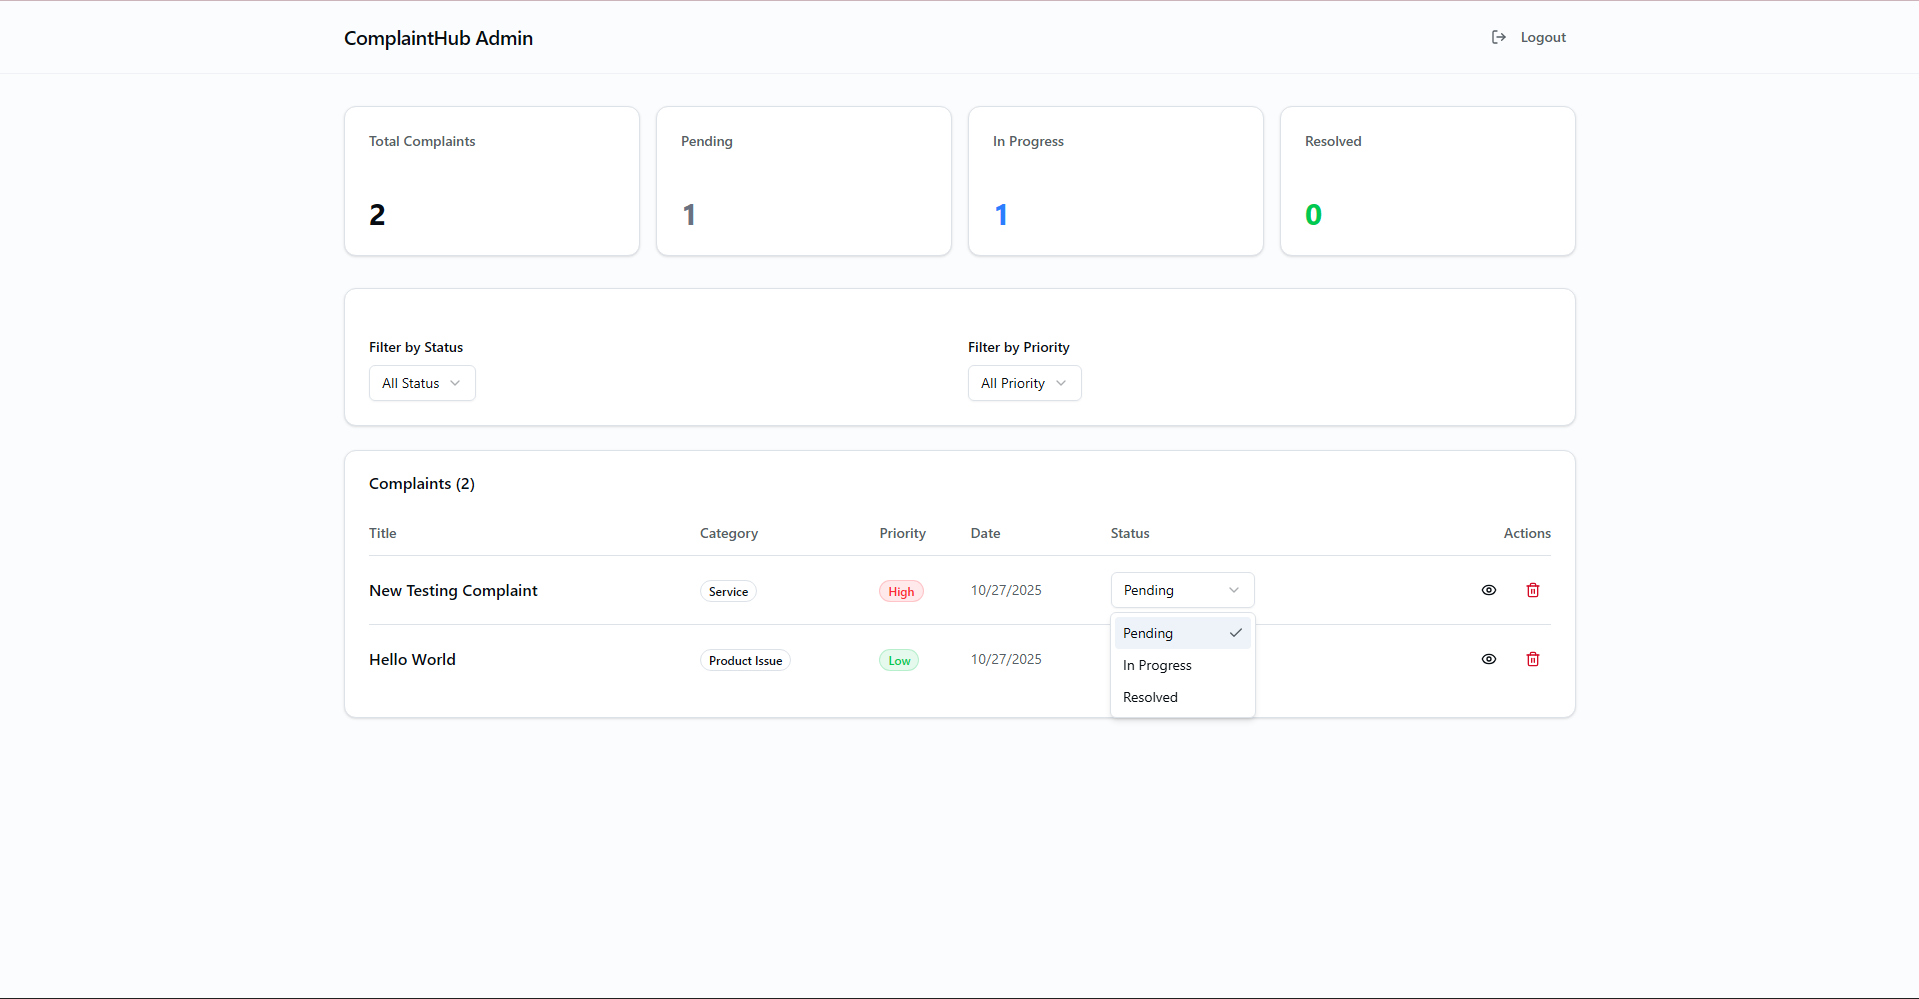 ComplaintHub Admin
Logout
Total Complaints
2
Pending
1
In Progress
1
Resolved
0
Filter by Status
All Status
Filter by Priority
All Priority
Complaints (2)
Title Category Priority Date Status Actions
New Testing Complaint Service High 10/27/2025 Pending
Pending
In Progress
Resolved
Hello World Product Issue Low 10/27/2025